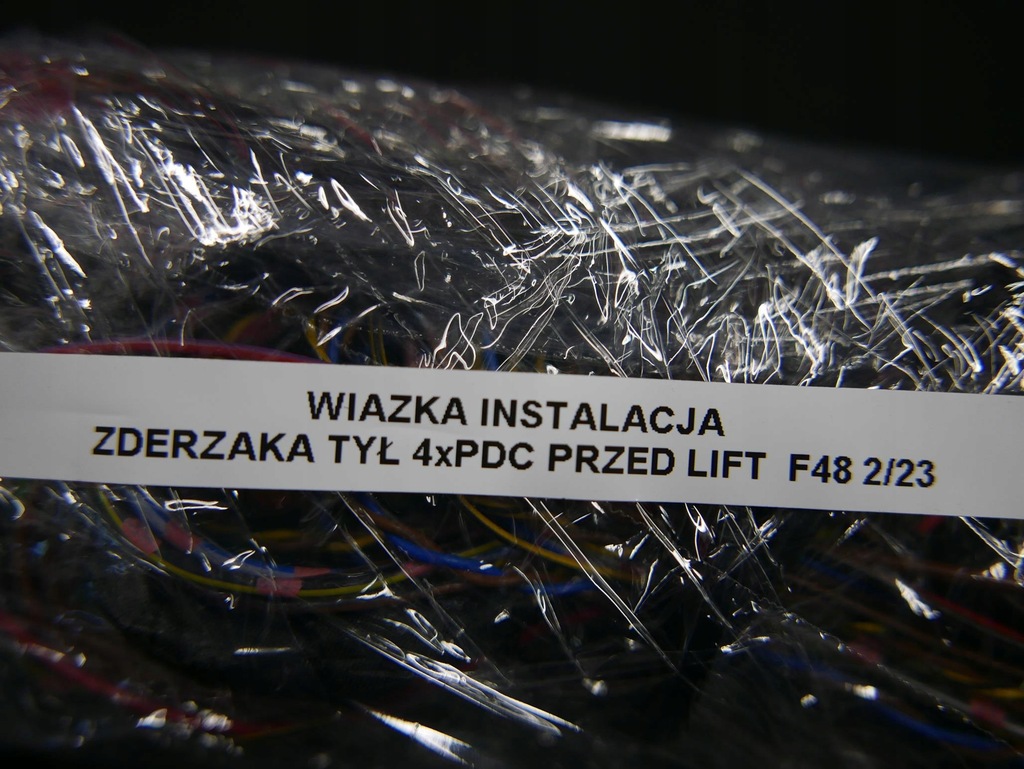 WIAZKA INSTALACJA
ZDERZAKA TYŁ 4xPDC PRZED LIFT F48 2/23